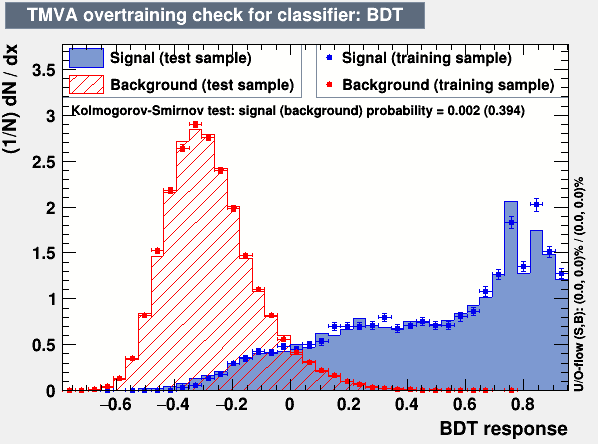 TMVA overtraining check for classifier: BDT
(1/N) dN / dx
Signal (test sample)
Signal (training sample)
Background (test sample)
Background (training sample)
Kolmogorov-Smirnov test: signal (background) probability = 0.002 (0.394)
3.5
3
2.5
2
1.5
1
0.5
0
−0.6 −0.4 −0.2 0 0.2 0.4 0.6 0.8
BDT response
U/O-flow (S,B): (0.0, 0.0)% / (0.0, 0.0)%